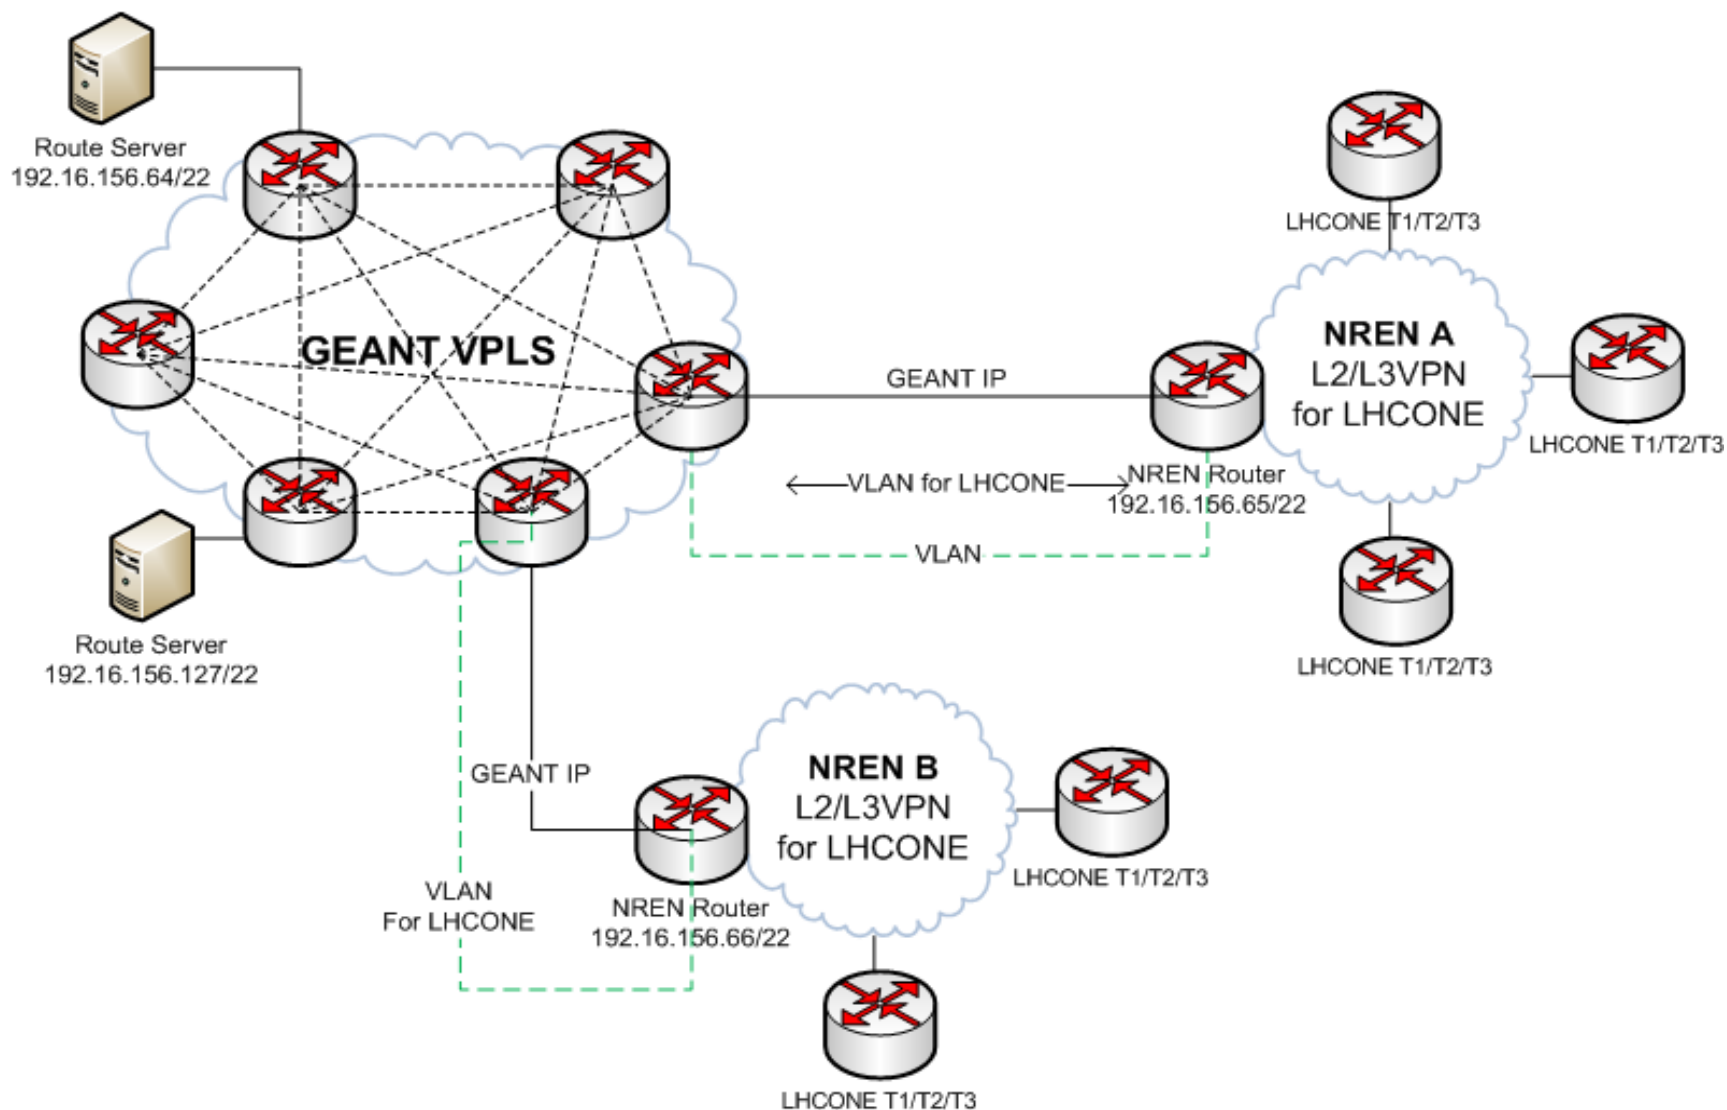 Route Server
192.16.156.64/22
LHCONE T1/T2/T3
GEANT VPLS
GEANT IP
NREN A
L2/L3VPN
for LHCONE
LHCONE T1/T2/T3
VLAN for LHCONE
NREN Router
192.16.156.65/22
VLAN
Route Server
192.16.156.127/22
LHCONE T1/T2/T3
GEANT IP
NREN B
L2/L3VPN
for LHCONE
LHCONE T1/T2/T3
VLAN
For LHCONE
NREN Router
192.16.156.66/22
LHCONE T1/T2/T3